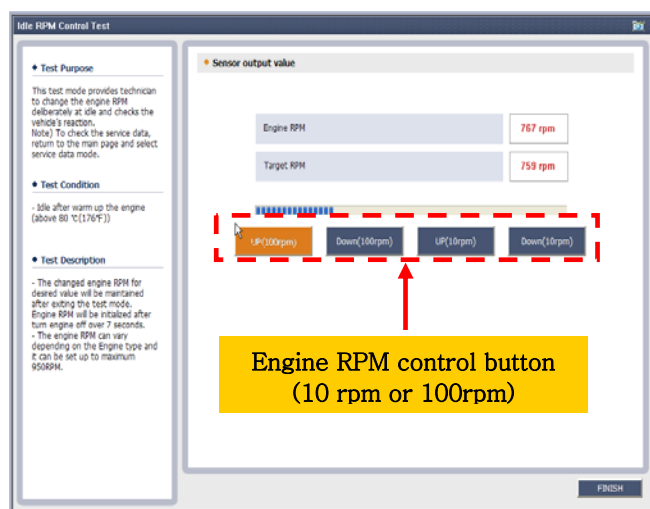 Idle RPM Control Test
◆ Test Purpose
This test mode provides technician
to change the engine RPM
deliberately at idle and checks the
vehicle's reaction.
Note) To check the service data,
return to the main page and select
service data mode.
◆ Test Condition
- Idle after warm up the engine
(above 80 ℃(176℉))
◆ Test Description
- The changed engine RPM for
desired value will be maintained
after exiting the test mode.
Engine RPM will be initialzed after
turn engine off over 7 seconds.
- The engine RPM can vary
depending on the Engine type and
it can be set up to maximum
950RPM.
◆ Sensor output value
Engine RPM 767 rpm
Target RPM 759 rpm
UP(100rpm) Down(100rpm) UP(10rpm) Down(10rpm)
Engine RPM control button
(10 rpm or 100rpm)
FINISH